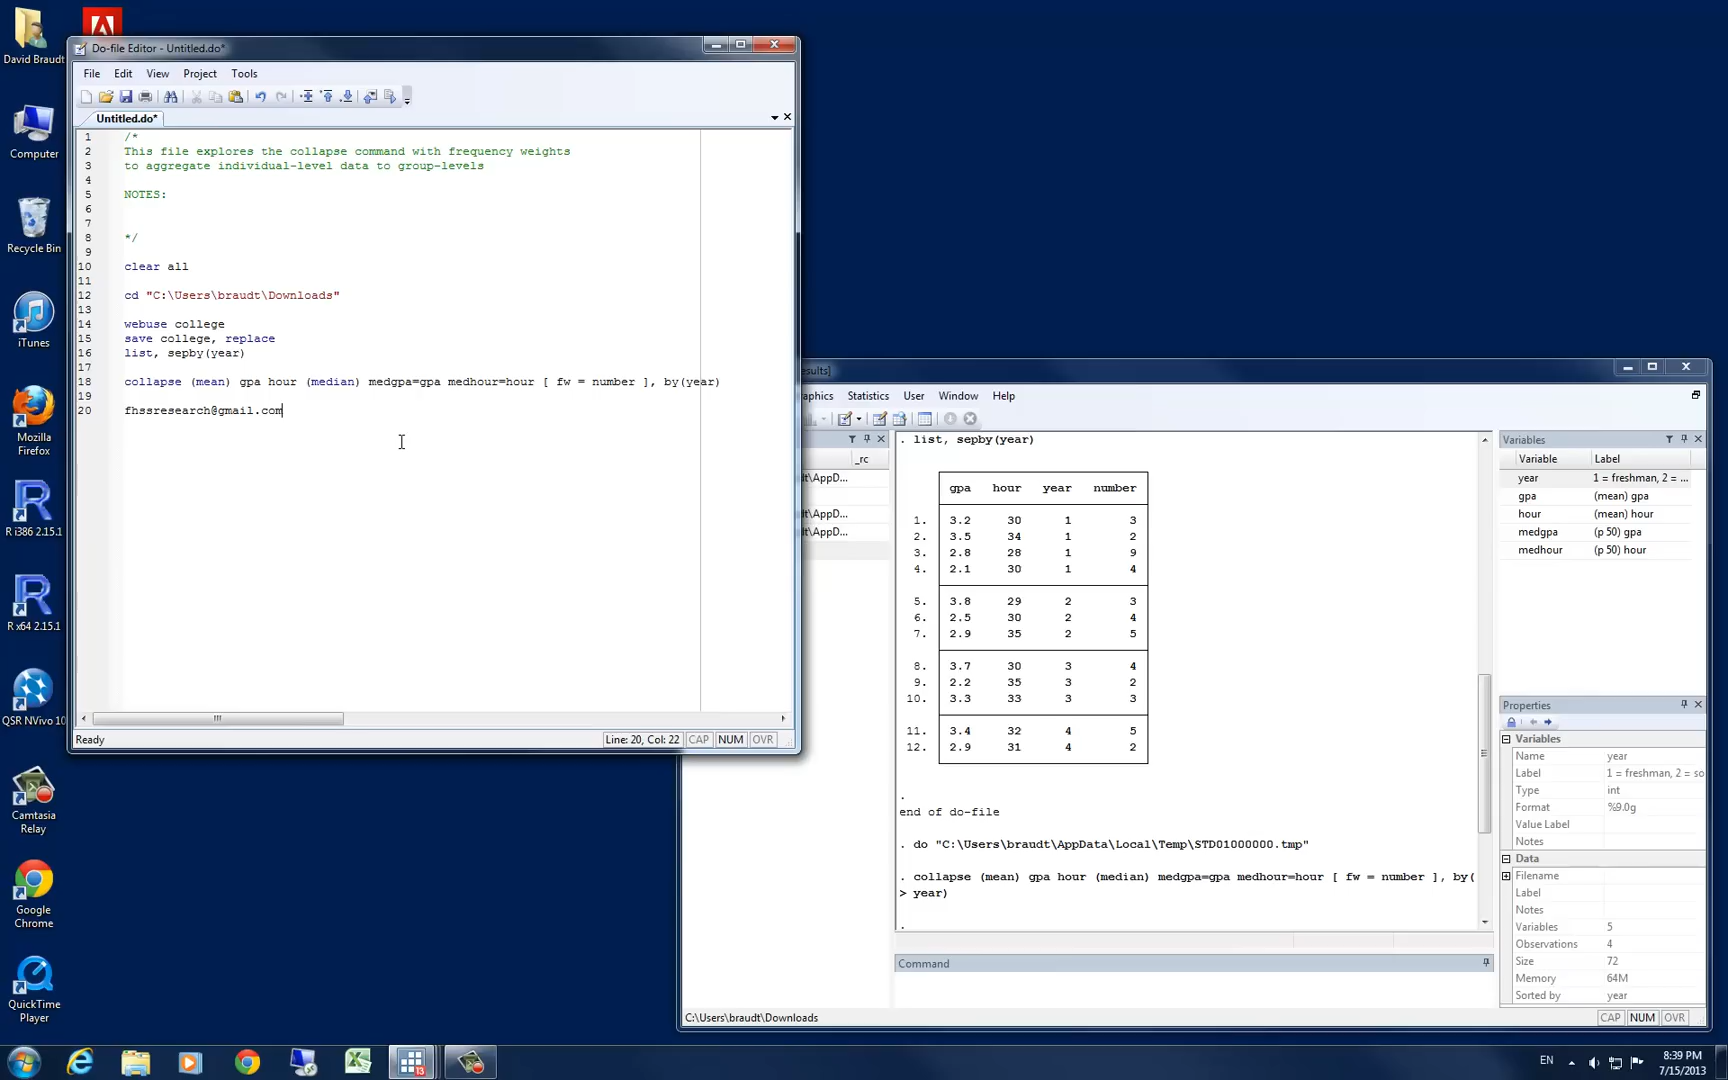 David Braudt
Computer
Recycle Bin
iTunes
Mozilla
Firefox
R i386 2.15.1
R x64 2.15.1
QSR NVivo 10
Camtasia
Relay
Google
Chrome
QuickTime
Player
Do-file Editor - Untitled.do*
File Edit View Project Tools
Untitled.do*
1 /*
2 This file explores the collapse command with frequency weights
3 to aggregate individual-level data to group-levels
4
5 NOTES:
6
7
8 */
9
10 clear all
11
12 cd "C:\Users\braudt\Downloads"
13
14 webuse college
15 save college, replace
16 list, sepby(year)
17
18 collapse (mean) gpa hour (median) medgpa=gpa medhour=hour [ fw = number ], by(year)
19
20 fhssresearch@gmail.com
Ready Line: 20, Col: 22 CAP NUM OVR
esults]
aphics Statistics User Window Help
_rc
t\AppD...
t\AppD...
t\AppD...
. list, sepby(year)
gpa hour year number
1. 3.2 30 1 3
2. 3.5 34 1 2
3. 2.8 28 1 9
4. 2.1 30 1 4
5. 3.8 29 2 3
6. 2.5 30 2 4
7. 2.9 35 2 5
8. 3.7 30 3 4
9. 2.2 35 3 2
10. 3.3 33 3 3
11. 3.4 32 4 5
12. 2.9 31 4 2
.
end of do-file
. do "C:\Users\braudt\AppData\Local\Temp\STD01000000.tmp"
. collapse (mean) gpa hour (median) medgpa=gpa medhour=hour [ fw = number ], by(
> year)
.
Command
Variables
Variable Label
year 1 = freshman, 2 = ...
gpa (mean) gpa
hour (mean) hour
medgpa (p 50) gpa
medhour (p 50) hour
Properties
Variables
Name year
Label 1 = freshman, 2 = so
Type int
Format %9.0g
Value Label
Notes
Data
Filename
Label
Notes
Variables 5
Observations 4
Size 72
Memory 64M
Sorted by year
C:\Users\braudt\Downloads CAP NUM OVR
EN 8:39 PM
7/15/2013